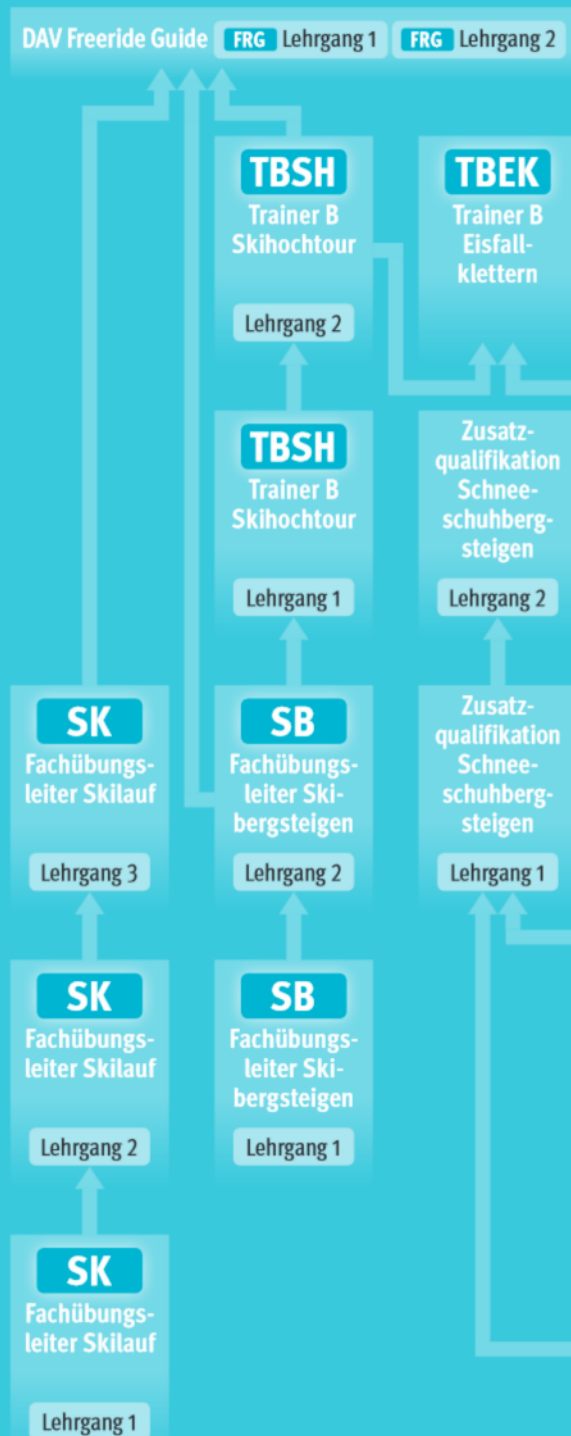 DAV Freeride Guide FRG Lehrgang 1 FRG Lehrgang 2
TBSH
Trainer B
Skihochtour
Lehrgang 2
TBEK
Trainer B
Eisfall-
klettern
TBSH
Trainer B
Skihochtour
Lehrgang 1
Zusatz-
qualifikation
Schnee-
schuhberg-
steigen
Lehrgang 2
SK
Fachübungs-
leiter Skilauf
Lehrgang 3
SB
Fachübungs-
leiter Ski-
bergsteigen
Lehrgang 2
Zusatz-
qualifikation
Schnee-
schuhberg-
steigen
Lehrgang 1
SK
Fachübungs-
leiter Skilauf
Lehrgang 2
SB
Fachübungs-
leiter Ski-
bergsteigen
Lehrgang 1
SK
Fachübungs-
leiter Skilauf
Lehrgang 1